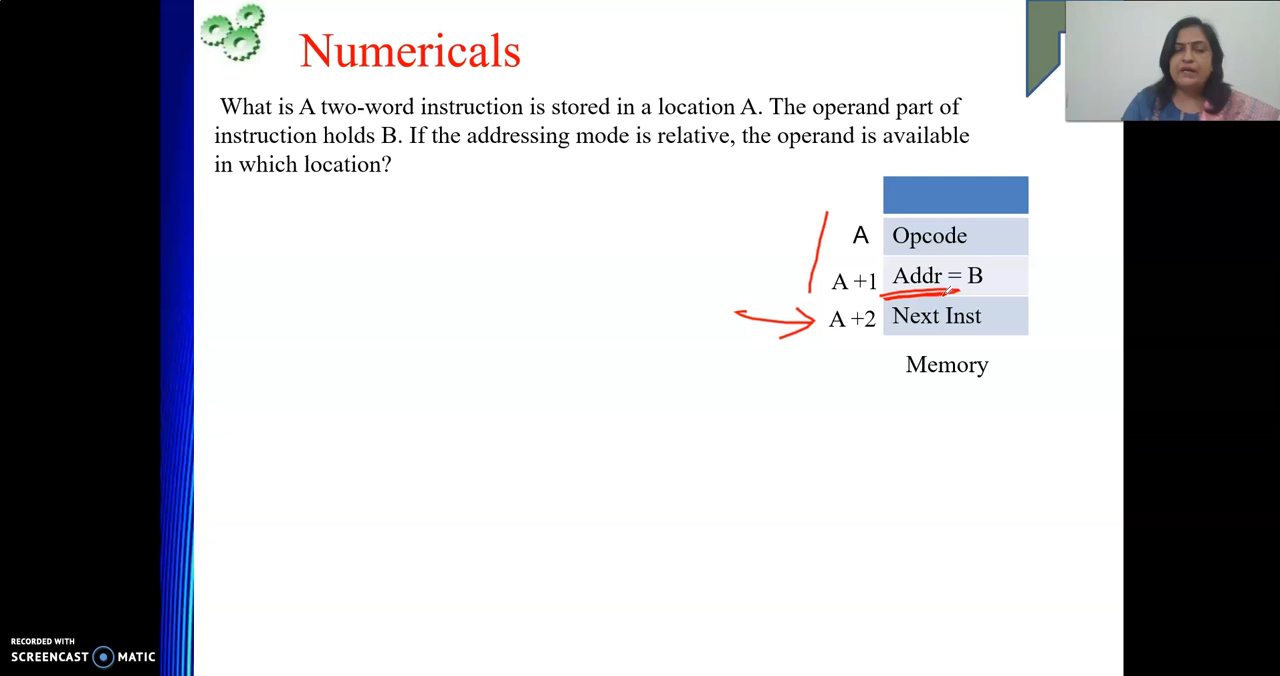 Numericals
What is A two-word instruction is stored in a location A. The operand part of
instruction holds B. If the addressing mode is relative, the operand is available
in which location?
A Opcode
A +1 Addr = B
A +2 Next Inst
Memory
RECORDED WITH
SCREENCAST MATIC